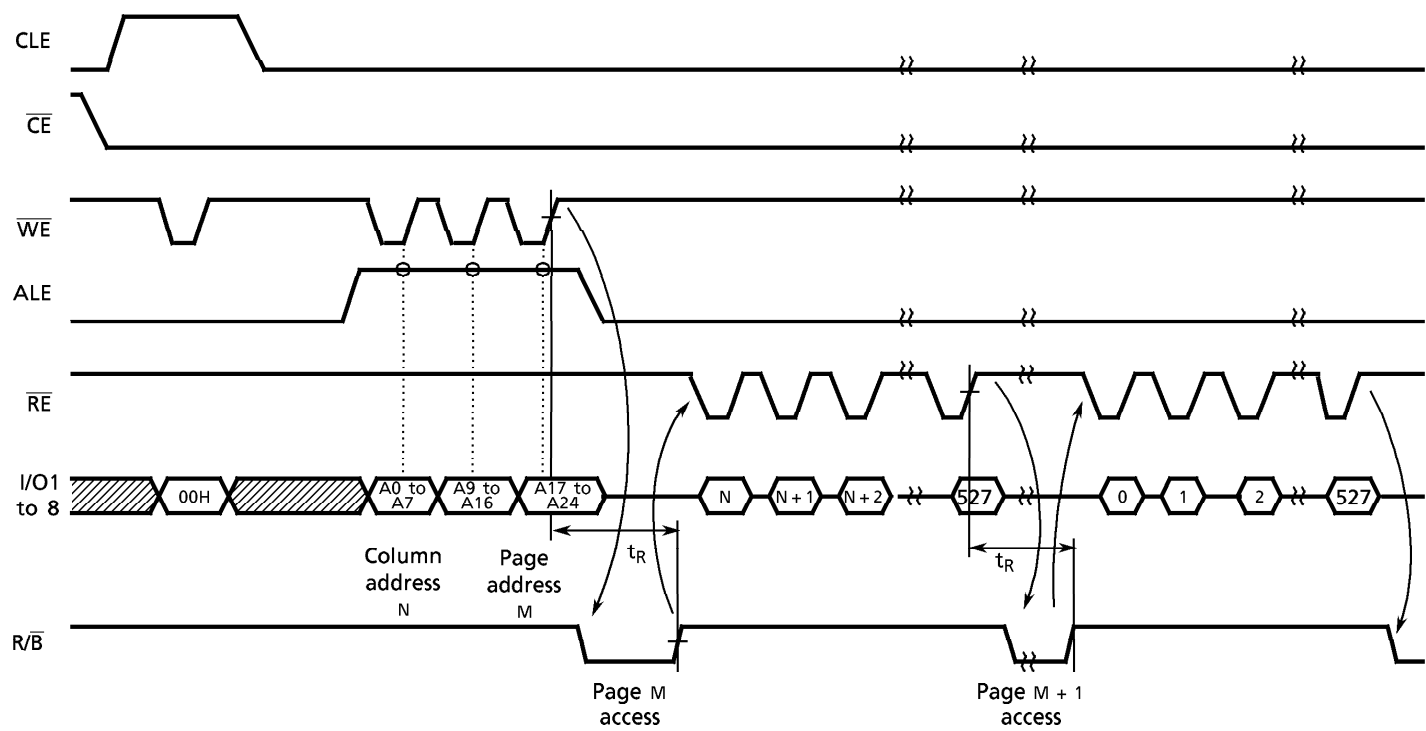 CLE
CE
WE
ALE
RE
I/O1
to 8
00H
A0 to
A7
A9 to
A16
A17 to
A24
N
N + 1
N + 2
527
0
1
2
527
Column
address
N
Page
address
M
tR
tR
R/B
Page M
access
Page M + 1
access